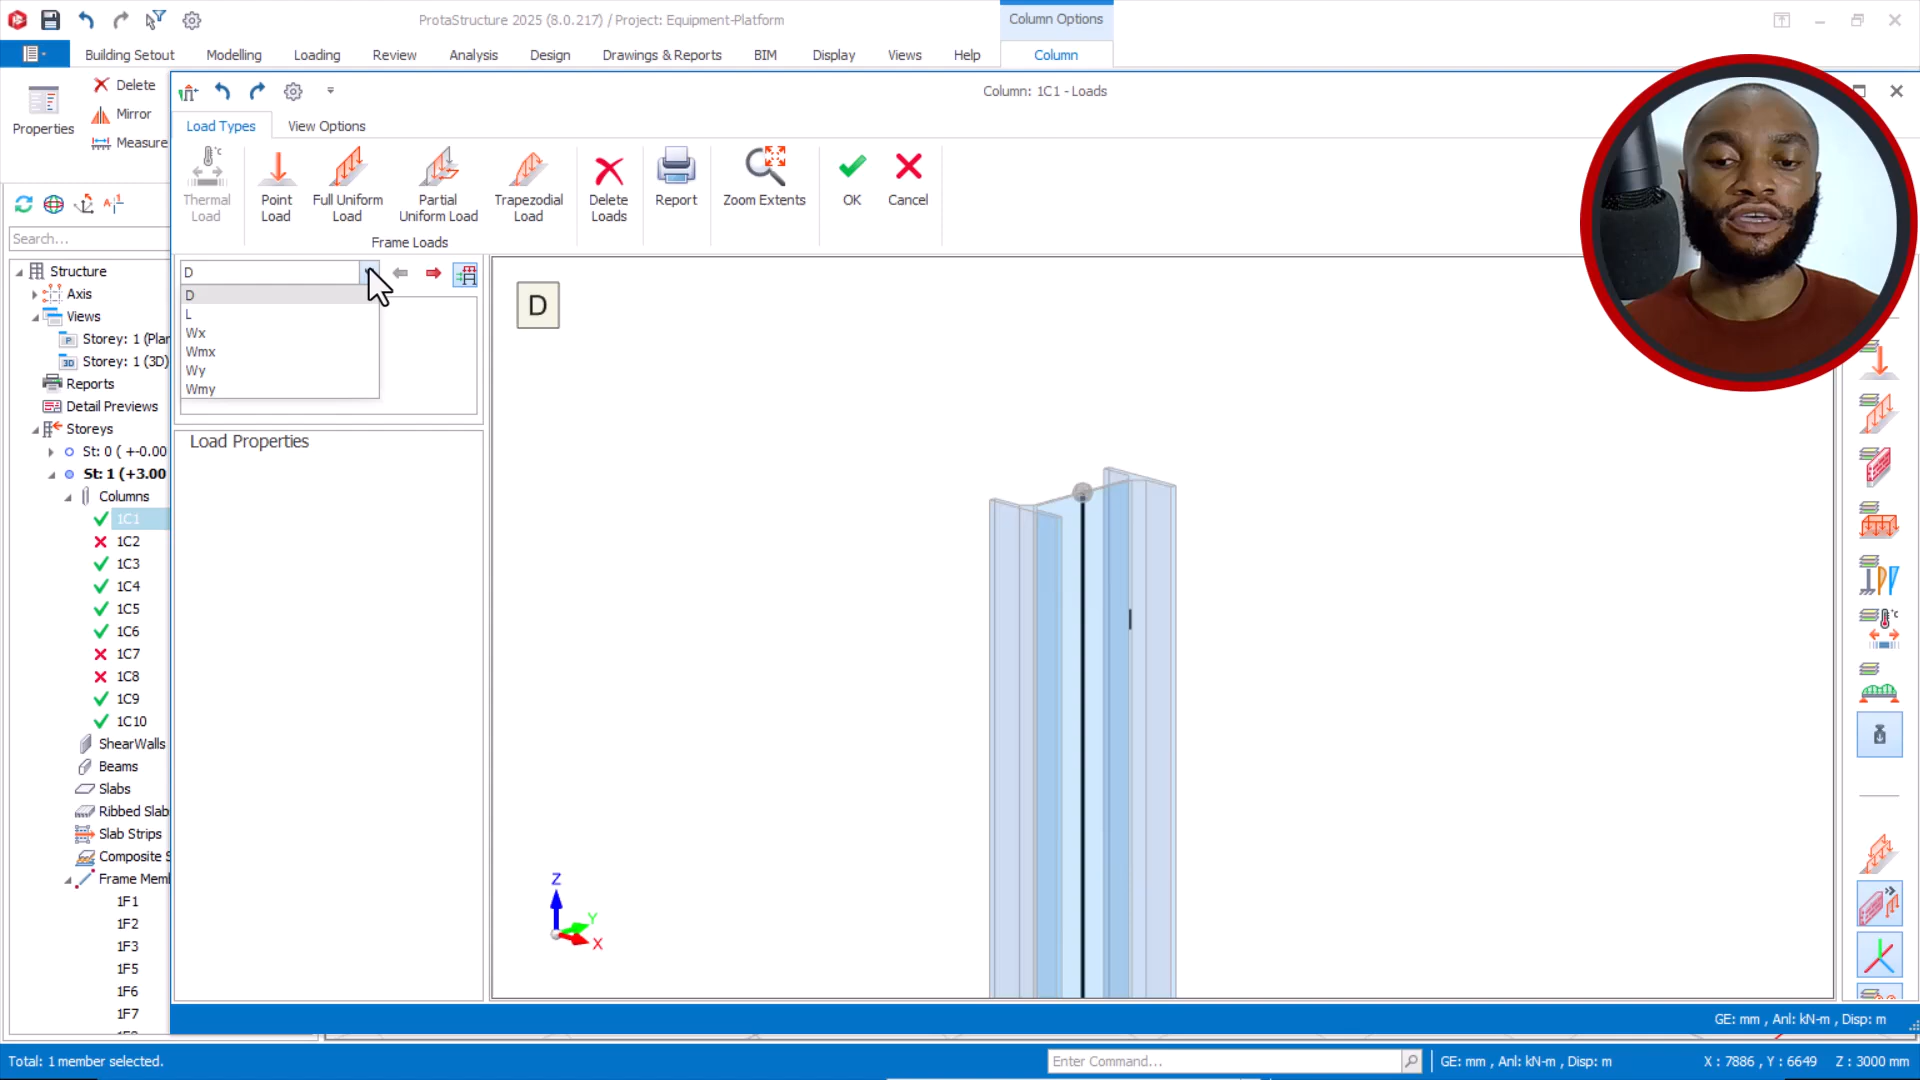 ProtaStructure 2025 (8.0.217) / Project: Equipment-Platform
Column Options
Building Setout
Modelling
Loading
Review
Analysis
Design
Drawings & Reports
BIM
Display
Views
Help
Column
Properties
Delete
Mirror
Measure
Column: 1C1 - Loads
Load Types
View Options
Thermal
Load
Point
Load
Full Uniform
Load
Partial
Uniform Load
Trapezodial
Load
Delete
Loads
Report
Zoom Extents
OK
Cancel
Frame Loads
Search...
D
D
L
Wx
Wmx
Wy
Wmy
Load Properties
D
Structure
Axis
Views
Storey: 1 (Plar
Storey: 1 (3D)
Reports
Detail Previews
Storeys
St: 0 ( +-0.00
St: 1 (+3.00
Columns
1C1
1C2
1C3
1C4
1C5
1C6
1C7
1C8
1C9
1C10
ShearWalls
Beams
Slabs
Ribbed Slab
Slab Strips
Composite S
Frame Memb
1F1
1F2
1F3
1F5
1F6
1F7
Z
Y
X
GE: mm , Anl: kN-m , Disp: m
Total: 1 member selected.
Enter Command...
GE: mm , Anl: kN-m , Disp: m
X : 7886 , Y : 6649
Z : 3000 mm